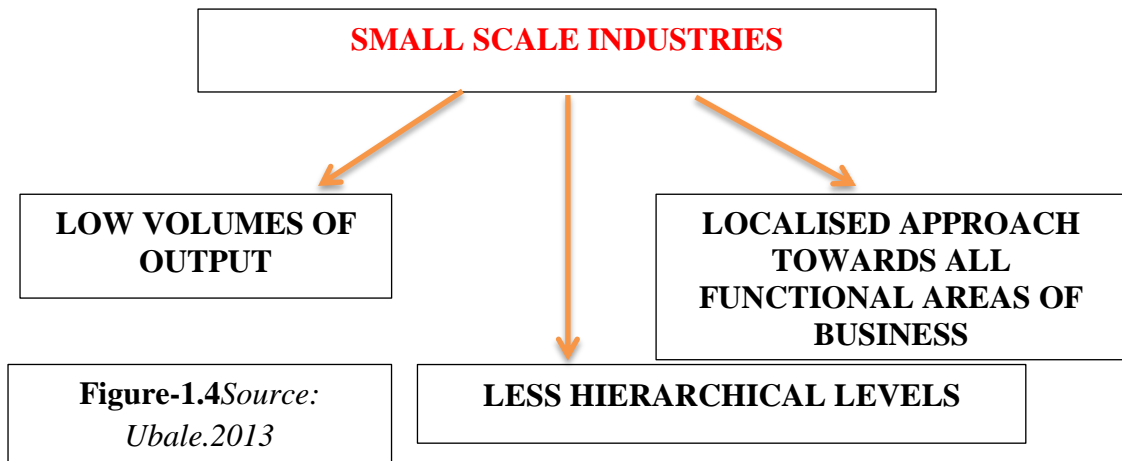 SMALL SCALE INDUSTRIES
LOW VOLUMES OF
OUTPUT
LOCALISED APPROACH
TOWARDS ALL
FUNCTIONAL AREAS OF
BUSINESS
Figure-1.4Source:
Ubale.2013
LESS HIERARCHICAL LEVELS